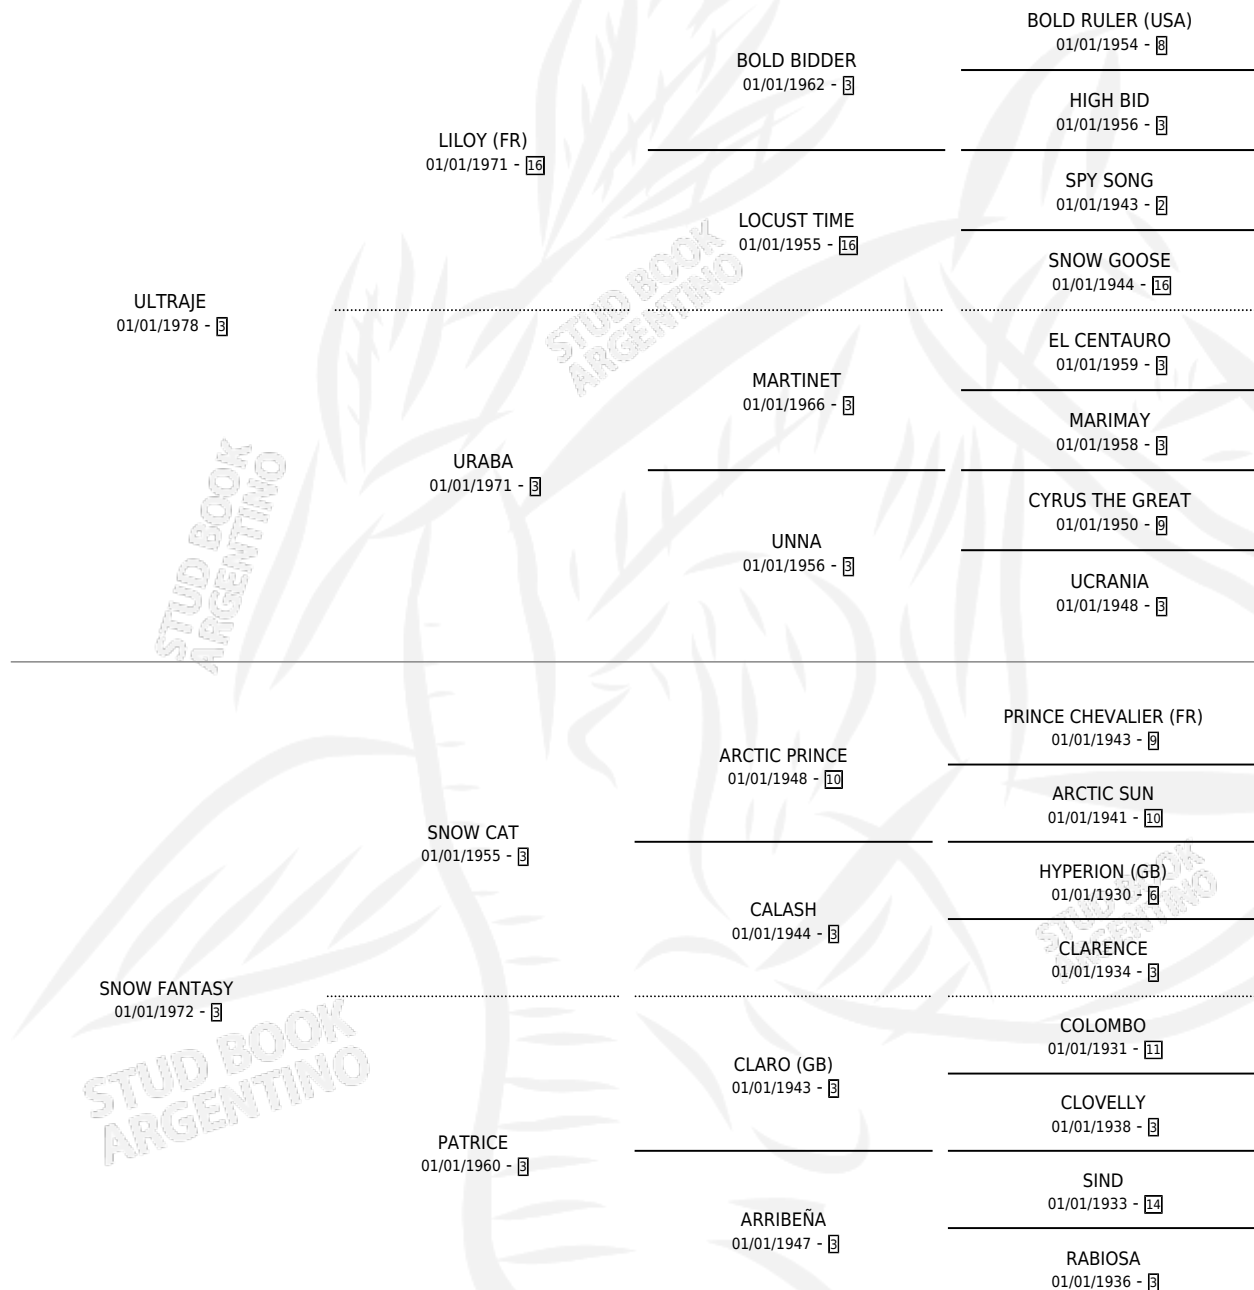 BOLD RULER (USA)
01/01/1954 - 8
BOLD BIDDER
01/01/1962 - 3
HIGH BID
01/01/1956 - 3
LILOY (FR)
01/01/1971 - 16
SPY SONG
01/01/1943 - 2
LOCUST TIME
01/01/1955 - 16
SNOW GOOSE
01/01/1944 - 16
ULTRAJE
01/01/1978 - 3
STUD BOOK
ARGENTINO
EL CENTAURO
01/01/1959 - 3
MARTINET
01/01/1966 - 3
MARIMAY
01/01/1958 - 3
URABA
01/01/1971 - 3
CYRUS THE GREAT
01/01/1950 - 9
UNNA
01/01/1956 - 3
UCRANIA
01/01/1948 - 3
STUD BOOK
ARGENTINO
PRINCE CHEVALIER (FR)
01/01/1943 - 9
ARCTIC PRINCE
01/01/1948 - 10
ARCTIC SUN
01/01/1941 - 10
SNOW CAT
01/01/1955 - 3
HYPERION (GB)
01/01/1930 - 6
CALASH
01/01/1944 - 3
CLARENCE
01/01/1934 - 3
STUD BOOK
ARGENTINO
SNOW FANTASY
01/01/1972 - 3
STUD BOOK
ARGENTINO
COLOMBO
01/01/1931 - 11
CLARO (GB)
01/01/1943 - 3
CLOVELLY
01/01/1938 - 3
PATRICE
01/01/1960 - 3
SIND
01/01/1933 - 14
ARRIBEÑA
01/01/1947 - 3
RABIOSA
01/01/1936 - 3